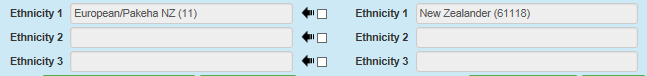 Ethnicity 1 European/Pakeha NZ (11) Ethnicity 1 New Zealander (61118)
Ethnicity 2 Ethnicity 2
Ethnicity 3 Ethnicity 3